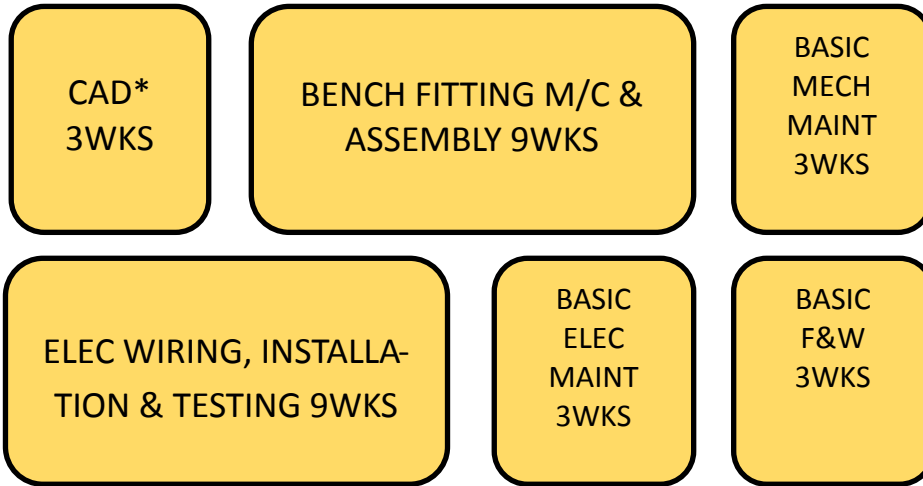 CAD*
3WKS
BENCH FITTING M/C &
ASSEMBLY 9WKS
BASIC
MECH
MAINT
3WKS
ELEC WIRING, INSTALLA-
TION & TESTING 9WKS
BASIC
ELEC
MAINT
3WKS
BASIC
F&W
3WKS